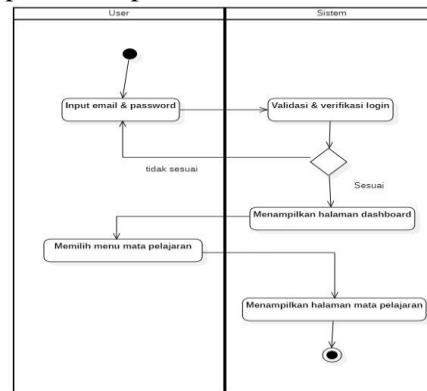 User
Sistem
Input email & password
Validasi & verifikasi login
tidak sesuai
Sesuai
Menampilkan halaman dashboard
Memilih menu mata pelajaran
Menampilkan halaman mata pelajaran